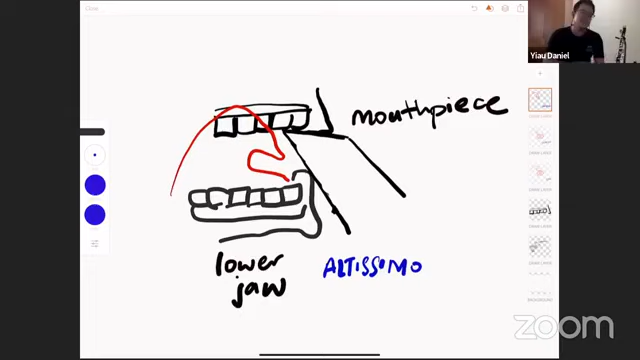 Yiau Daniel
mouthpiece
lower
jaw
ALTISSIMO
zoom